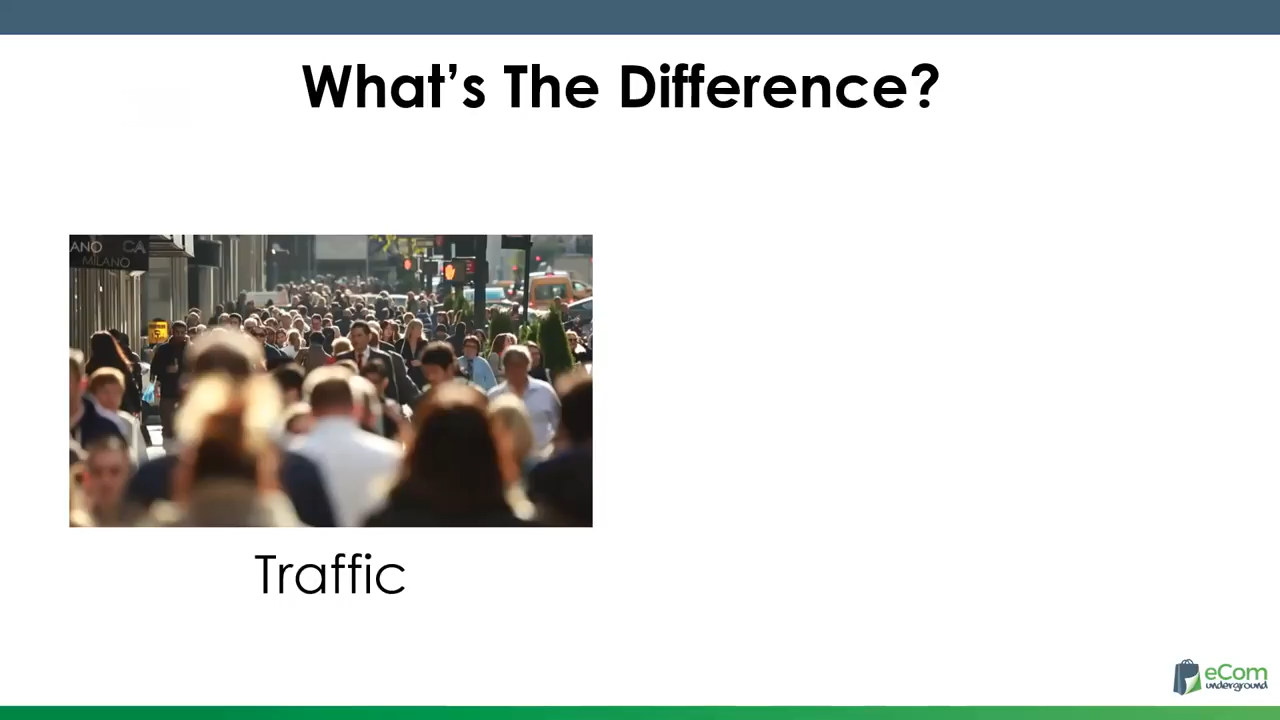 What's The Difference?
ANO CA
MILANO
Traffic
eCom
underground